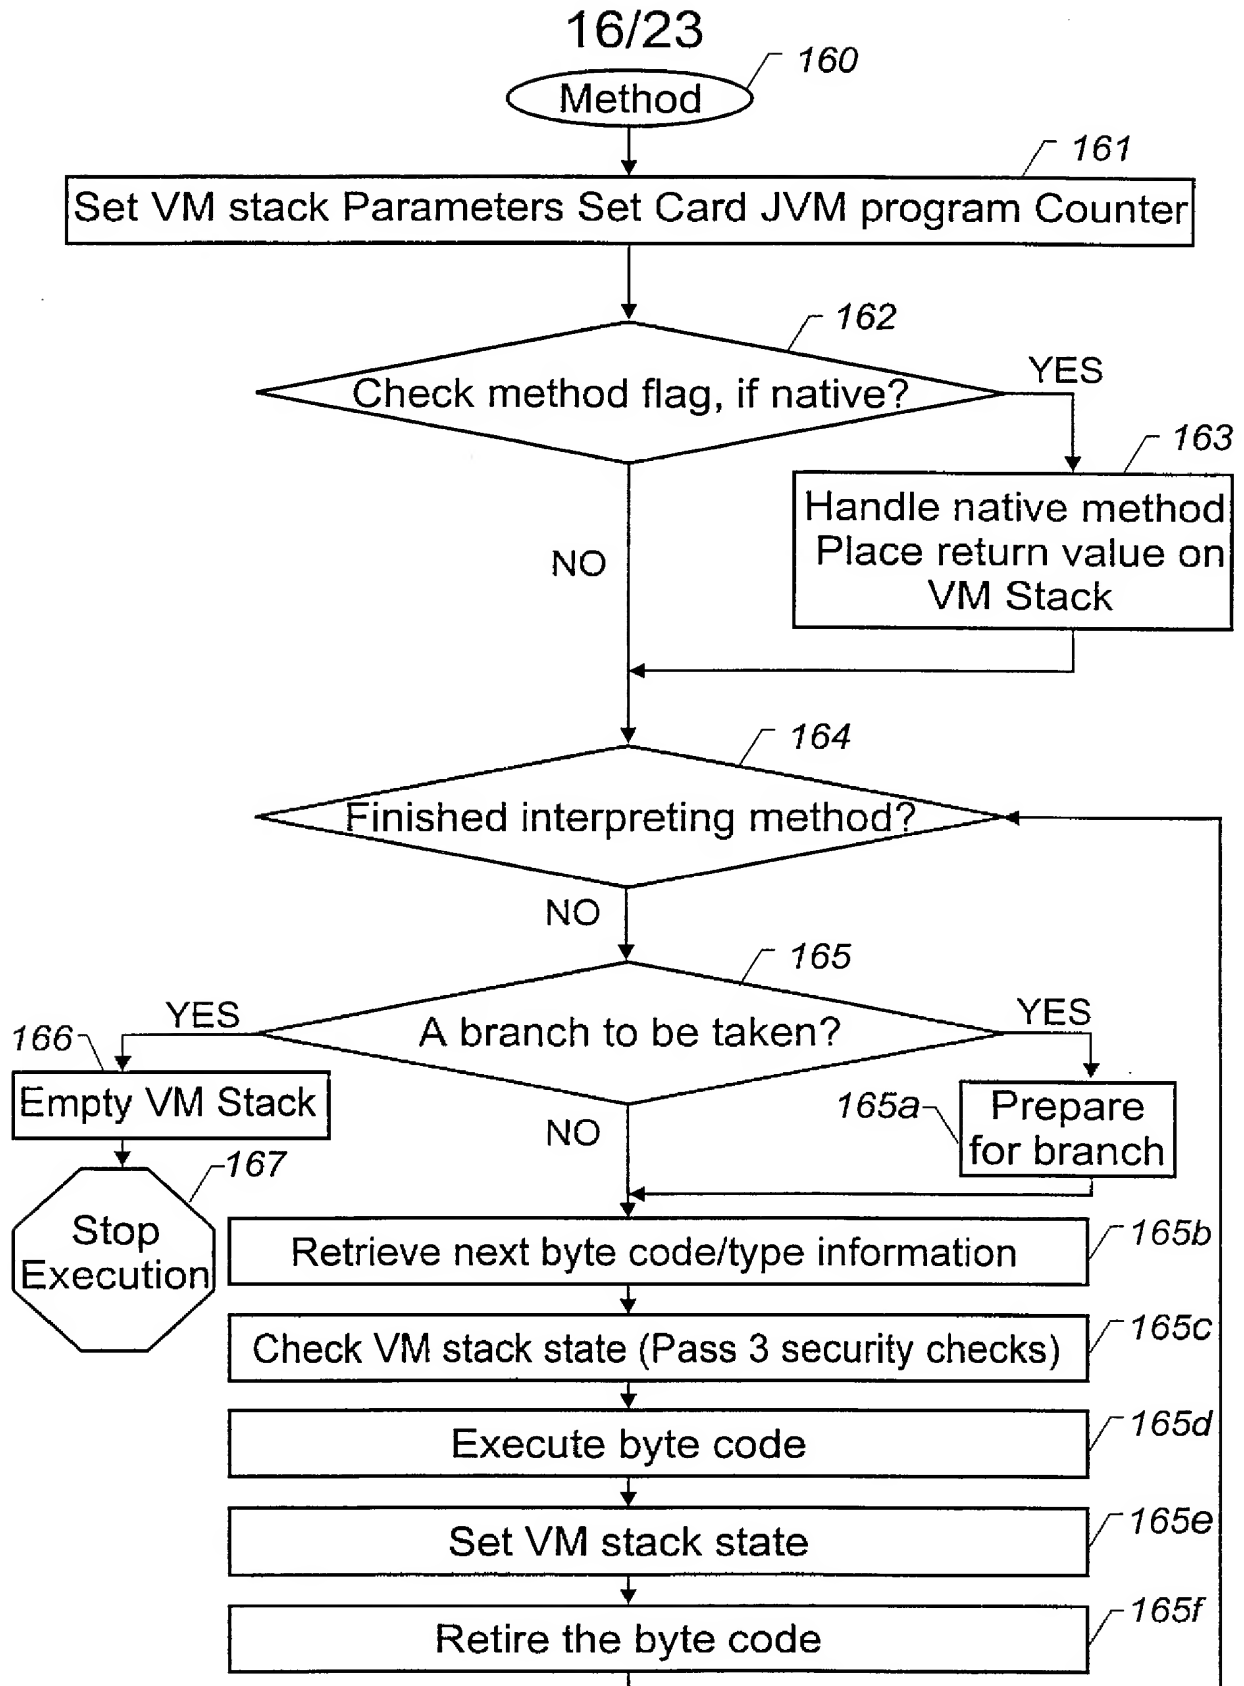 16/23
160
Method
161
Set VM stack Parameters Set Card JVM program Counter
162
Check method flag, if native?
YES
163
Handle native method
Place return value on
VM Stack
NO
164
Finished interpreting method?
NO
165
A branch to be taken?
YES
YES
166
Empty VM Stack
165a
Prepare
for branch
NO
167
Stop
Execution
Retrieve next byte code/type information
165b
Check VM stack state (Pass 3 security checks)
165c
Execute byte code
165d
Set VM stack state
165e
Retire the byte code
165f